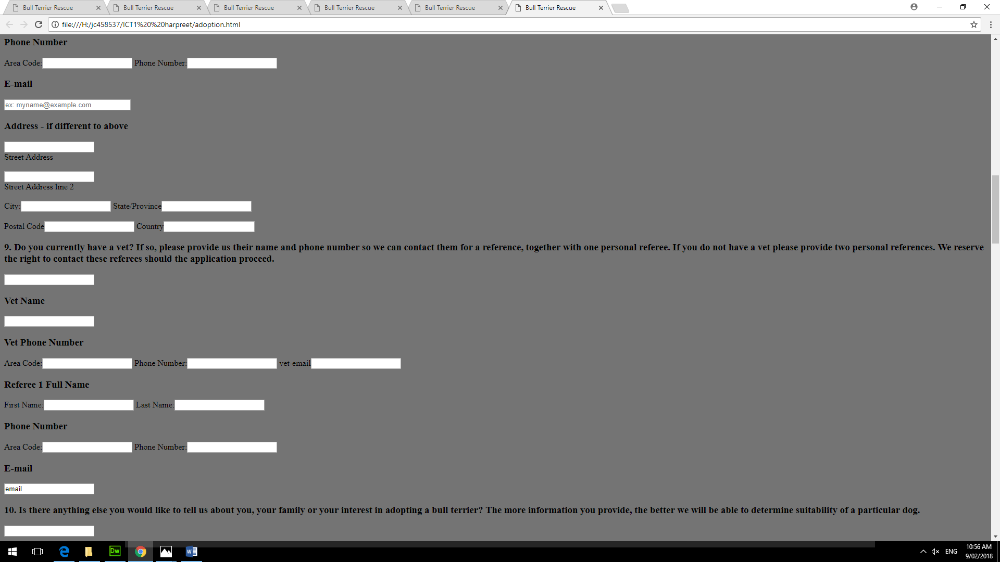 Bull Terrier Rescue Bull Terrier Rescue Bull Terrier Rescue Bull Terrier Rescue Bull Terrier Rescue Bull Terrier Rescue
file:///H:/jc458537/ICT1%20%20harpreet/adoption.html
Phone Number
Area Code: Phone Number:
E-mail
ex: myname@example.com
Address - if different to above
Street Address
Street Address line 2
City: State/Province
Postal Code Country
9. Do you currently have a vet? If so, please provide us their name and phone number so we can contact them for a reference, together with one personal referee. If you do not have a vet please provide two personal references. We reserve
the right to contact these referees should the application proceed.
Vet Name
Vet Phone Number
Area Code: Phone Number: vet-email
Referee 1 Full Name
First Name: Last Name:
Phone Number
Area Code: Phone Number:
E-mail
email
10. Is there anything else you would like to tell us about you, your family or your interest in adopting a bull terrier? The more information you provide, the better we will be able to determine suitability of a particular dog.
Dw
W
ENG
10:56 AM
9/02/2018